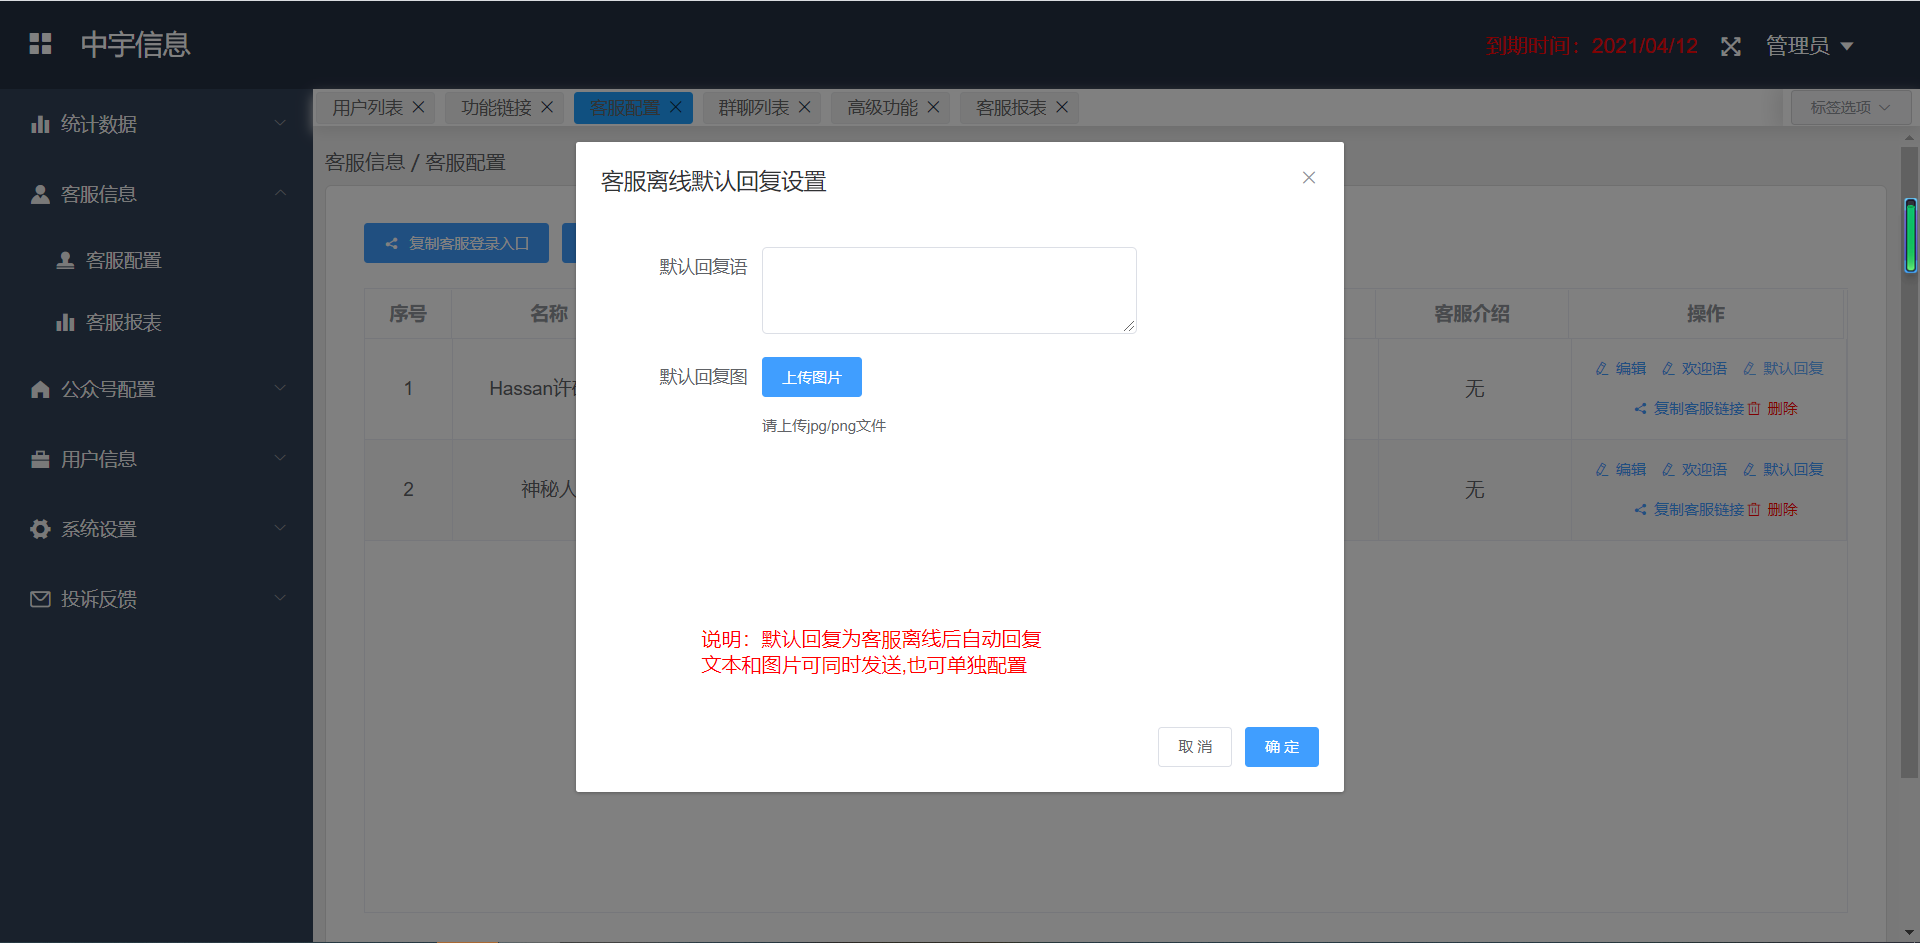 中宇信息
到期时间：2021/04/12
管理员
用户列表
功能链接
客服配置
群聊列表
高级功能
客服报表
标签选项
统计数据
客服信息
客服配置
客服报表
公众号配置
用户信息
系统设置
投诉反馈
客服信息 / 客服配置
复制客服登录入口
序号
名称
客服介绍
操作
1
Hassan许
无
编辑
欢迎语
默认回复
复制客服链接
删除
2
神秘人
无
编辑
欢迎语
默认回复
复制客服链接
删除
客服离线默认回复设置
默认回复语
默认回复图
上传图片
请上传jpg/png文件
说明：默认回复为客服离线后自动回复
文本和图片可同时发送,也可单独配置
取 消
确 定